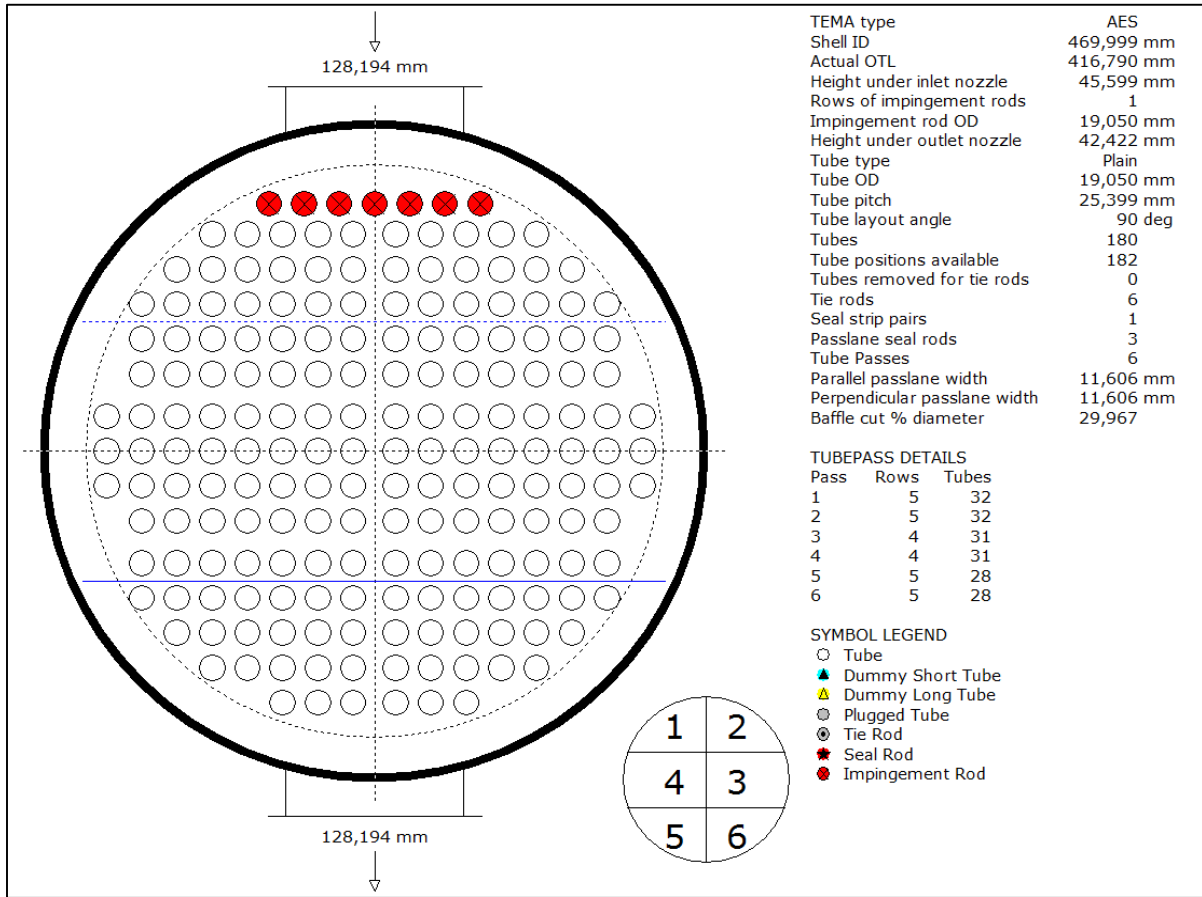 128,194 mm
TEMA type AES
Shell ID 469,999 mm
Actual OTL 416,790 mm
Height under inlet nozzle 45,599 mm
Rows of impingement rods 1
Impingement rod OD 19,050 mm
Height under outlet nozzle 42,422 mm
Tube type Plain
Tube OD 19,050 mm
Tube pitch 25,399 mm
Tube layout angle 90 deg
Tubes 180
Tube positions available 182
Tubes removed for tie rods 0
Tie rods 6
Seal strip pairs 1
Passlane seal rods 3
Tube Passes 6
Parallel passlane width 11,606 mm
Perpendicular passlane width 11,606 mm
Baffle cut % diameter 29,967
TUBEPASS DETAILS
Pass Rows Tubes
1 5 32
2 5 32
3 4 31
4 4 31
5 5 28
6 5 28
SYMBOL LEGEND
Tube
Dummy Short Tube
Dummy Long Tube
Plugged Tube
Tie Rod
Seal Rod
Impingement Rod
1 2
4 3
5 6
128,194 mm